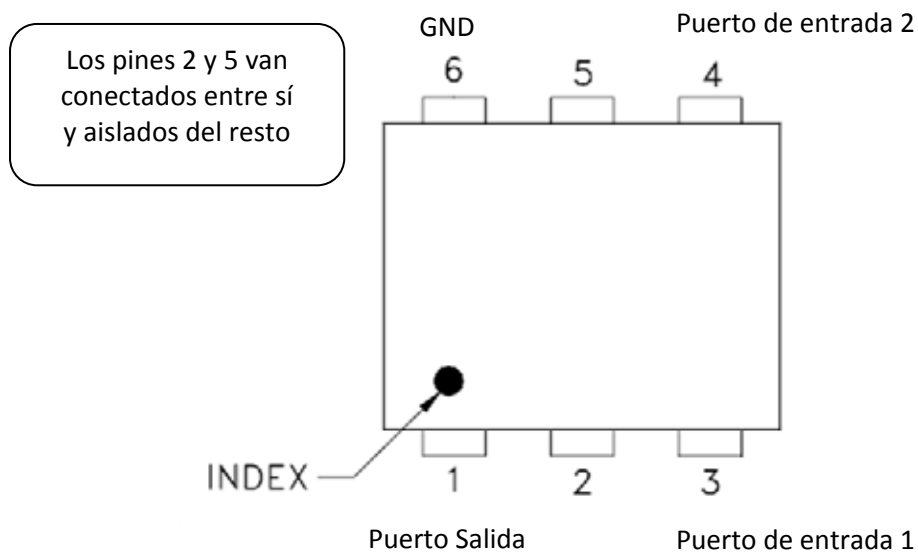 GND
Puerto de entrada 2
Los pines 2 y 5 van
conectados entre sí
y aislados del resto
6 5 4
INDEX
1 2 3
Puerto Salida
Puerto de entrada 1